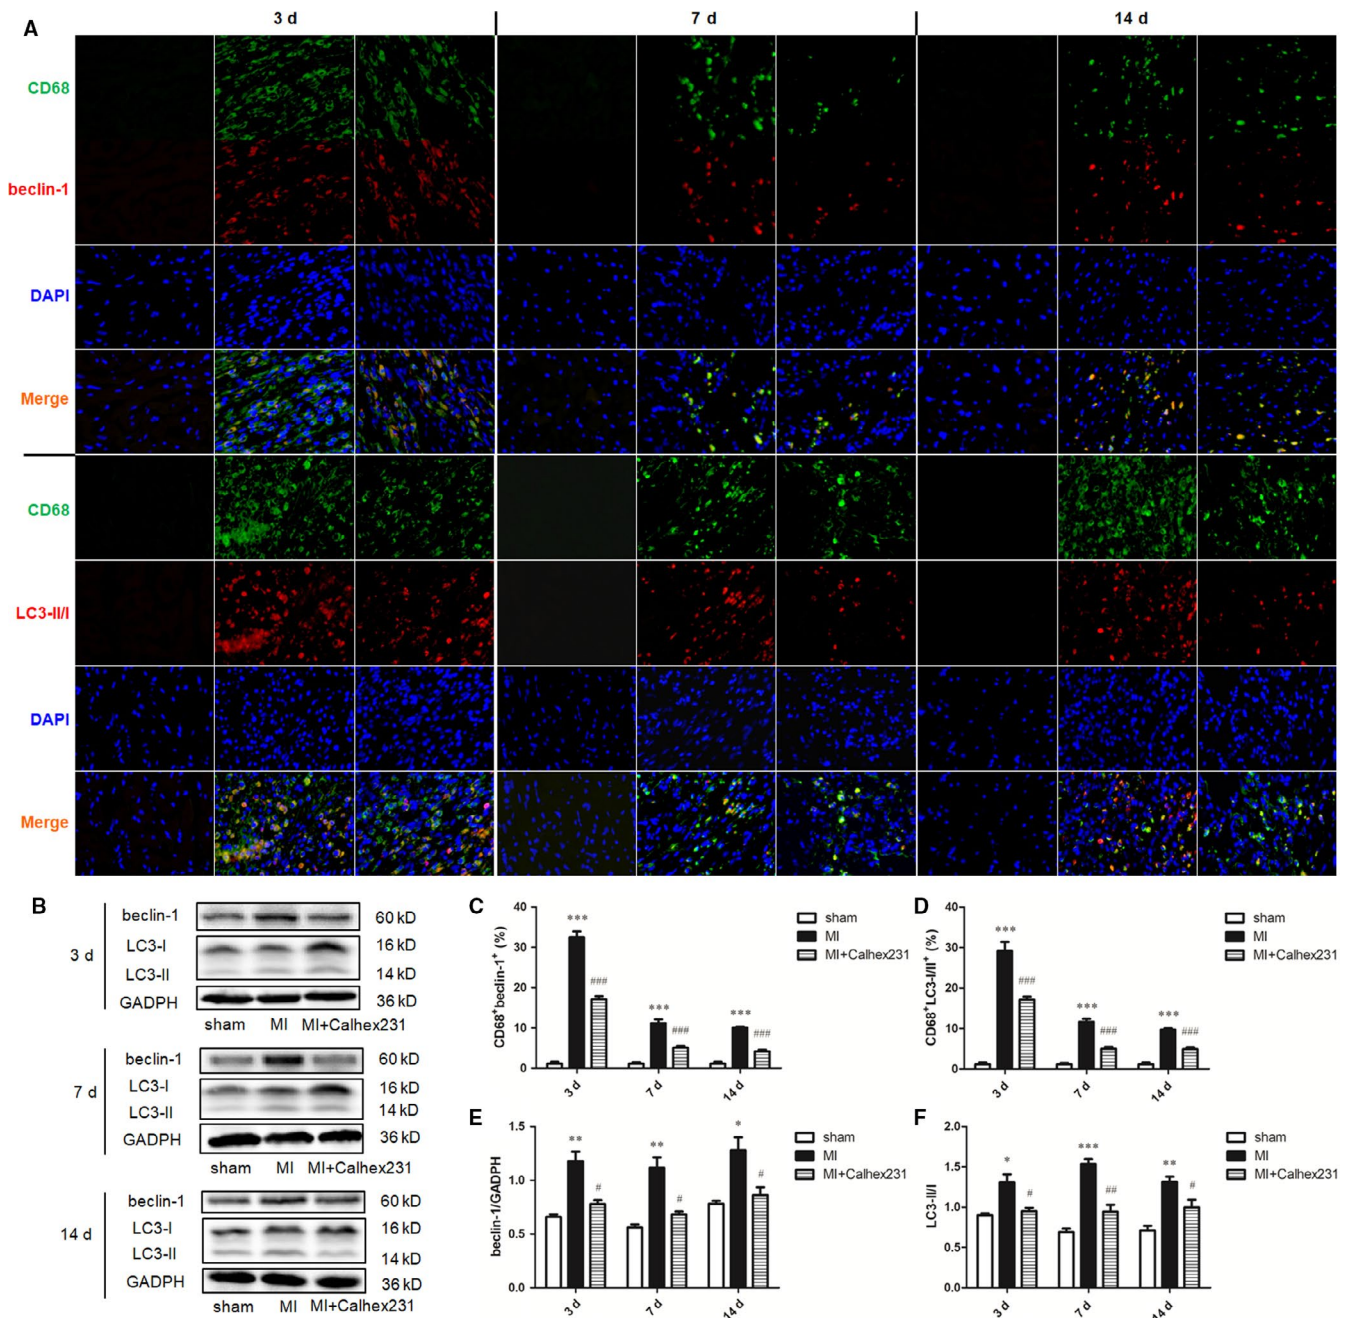 A
3 d
7 d
14 d
CD68
beclin-1
DAPI
Merge
CD68
LC3-II/I
DAPI
Merge
B
3 d
beclin-1
60 kD
LC3-I
16 kD
LC3-II
14 kD
GADPH
36 kD
sham MI MI+Calhex231
7 d
beclin-1
60 kD
LC3-I
16 kD
LC3-II
14 kD
GADPH
36 kD
sham MI MI+Calhex231
14 d
beclin-1
60 kD
LC3-I
16 kD
LC3-II
14 kD
GADPH
36 kD
sham MI MI+Calhex231
C
CD68⁺beclin-1⁺ (%)
40
30
20
10
0
***
###
***
###
***
###
3 d
7 d
14 d
sham
MI
MI+Calhex231
D
CD68⁺LC3-I/II⁺ (%)
40
30
20
10
0
***
###
***
###
***
###
3 d
7 d
14 d
sham
MI
MI+Calhex231
E
beclin-1/GADPH
1.5
1.0
0.5
0.0
**
#
**
#
*
#
3 d
7 d
14 d
sham
MI
MI+Calhex231
F
LC3-II/I
2.0
1.5
1.0
0.5
0.0
*
#
***
##
**
#
3 d
7 d
14 d
sham
MI
MI+Calhex231